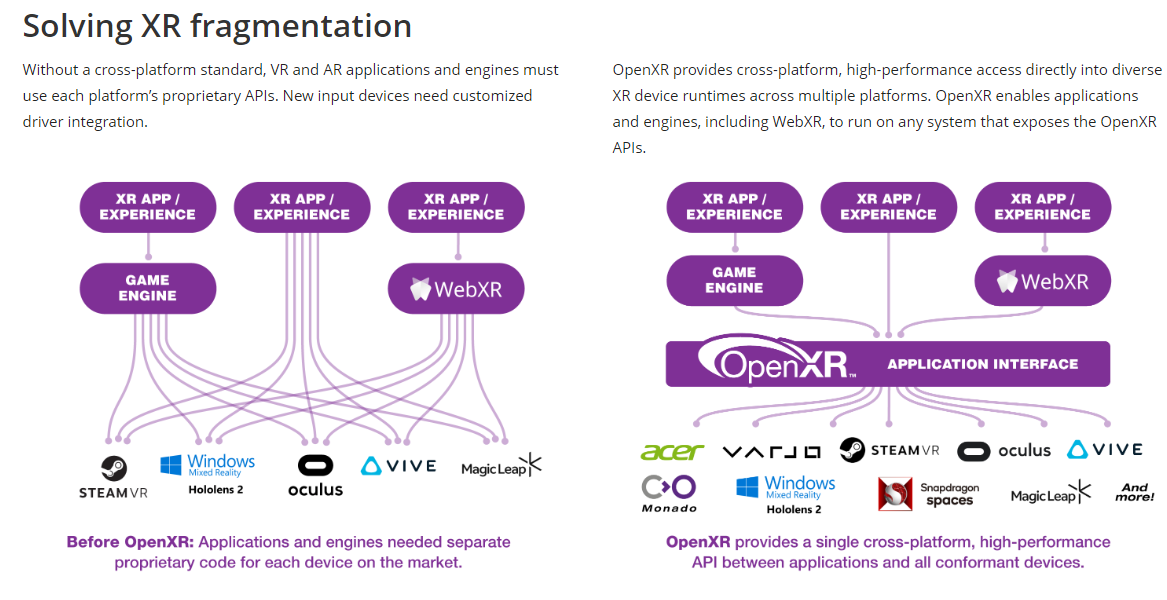 Solving XR fragmentation
Without a cross-platform standard, VR and AR applications and engines must
use each platform’s proprietary APIs. New input devices need customized
driver integration.
XR APP /
EXPERIENCE
XR APP /
EXPERIENCE
XR APP /
EXPERIENCE
GAME
ENGINE
WebXR
STEAMVR
Windows
Mixed Reality
Hololens 2
oculus
VIVE
Magic Leap
Before OpenXR: Applications and engines needed separate
proprietary code for each device on the market.
OpenXR provides cross-platform, high-performance access directly into diverse
XR device runtimes across multiple platforms. OpenXR enables applications
and engines, including WebXR, to run on any system that exposes the OpenXR
APIs.
XR APP /
EXPERIENCE
XR APP /
EXPERIENCE
XR APP /
EXPERIENCE
GAME
ENGINE
WebXR
OpenXR™ APPLICATION INTERFACE
acer
VARJO
STEAMVR
oculus
VIVE
Monado
Windows
Mixed Reality
Hololens 2
Snapdragon
spaces
Magic Leap
And
more!
OpenXR provides a single cross-platform, high-performance
API between applications and all conformant devices.